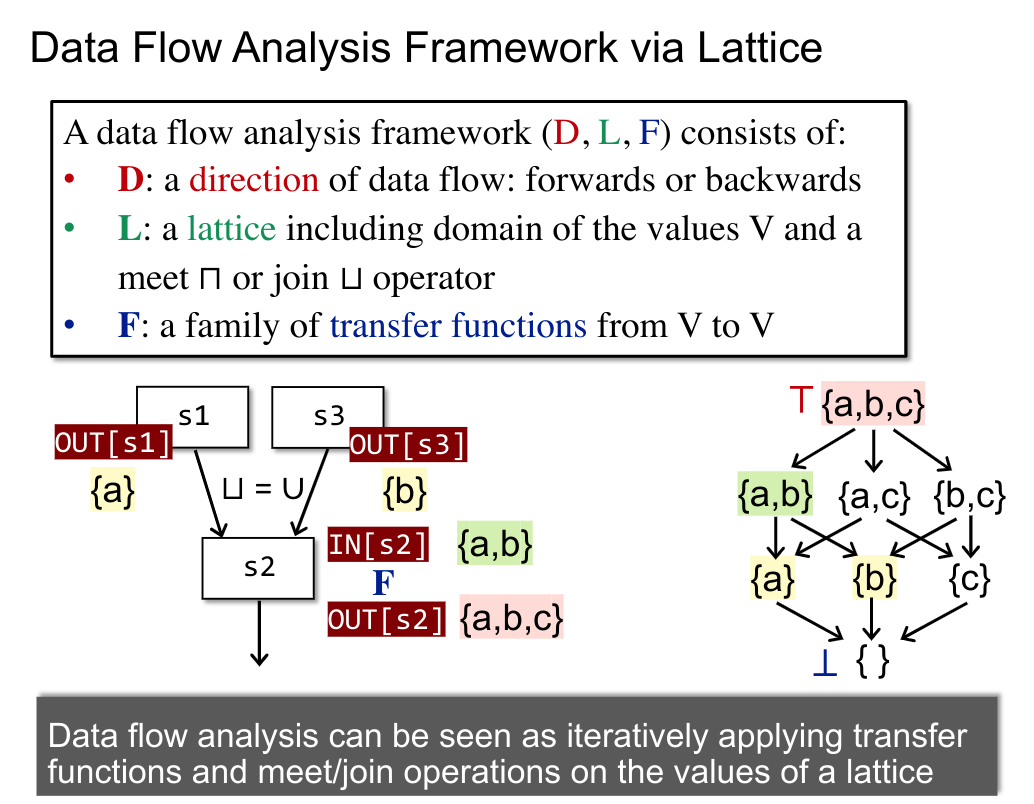 Data Flow Analysis Framework via Lattice
A data flow analysis framework (D, L, F) consists of:
• D: a direction of data flow: forwards or backwards
• L: a lattice including domain of the values V and a
meet ⊓ or join ⊔ operator
• F: a family of transfer functions from V to V
s1
s3
OUT[s1]
OUT[s3]
{a}
⊔ = ∪
{b}
s2
IN[s2] {a,b}
F
OUT[s2] {a,b,c}
⊤ {a,b,c}
{a,b} {a,c} {b,c}
{a} {b} {c}
⊥ { }
Data flow analysis can be seen as iteratively applying transfer
functions and meet/join operations on the values of a lattice